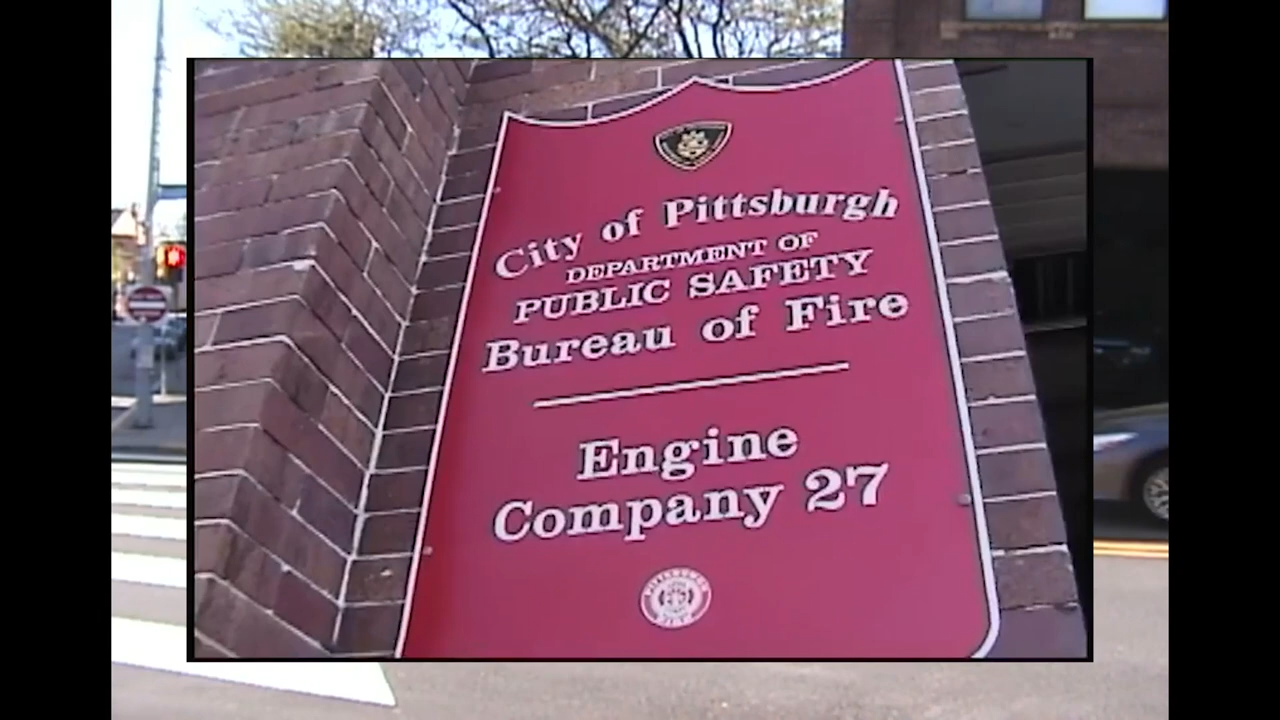 City of Pittsburgh
DEPARTMENT OF
PUBLIC SAFETY
Bureau of Fire
Engine
Company 27